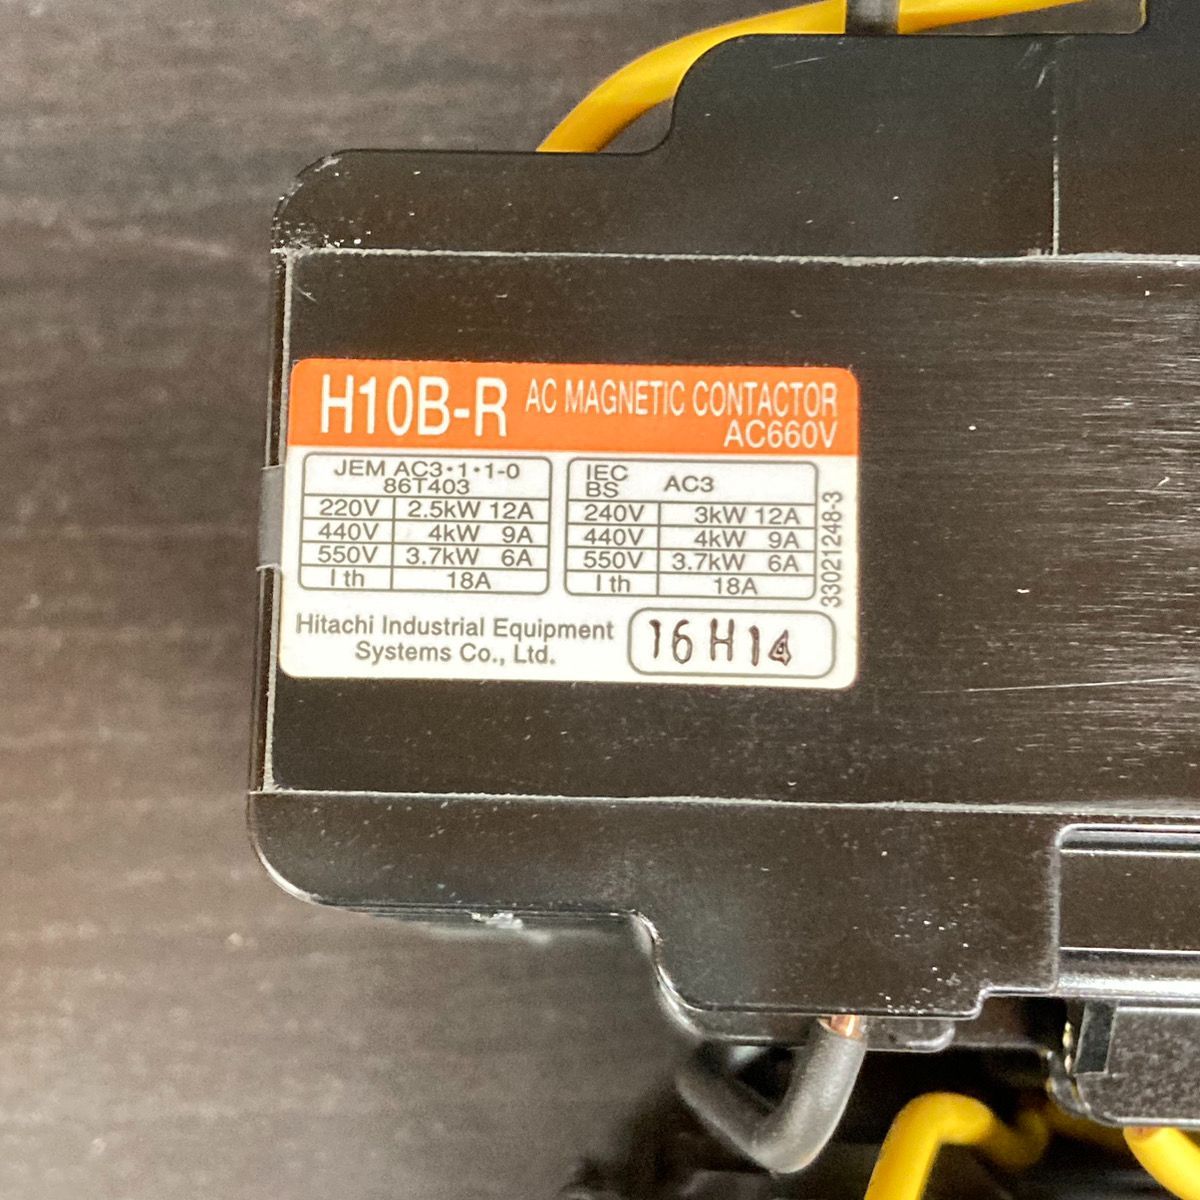 H10B-R AC MAGNETIC CONTACTOR
AC660V
JEM AC3・1・1-0
86T403
220V 2.5kW 12A
440V 4kW 9A
550V 3.7kW 6A
I th 18A
IEC
BS
AC3
240V 3kW 12A
440V 4kW 9A
550V 3.7kW 6A
I th 18A
33021248-3
Hitachi Industrial Equipment
Systems Co., Ltd.
16H14